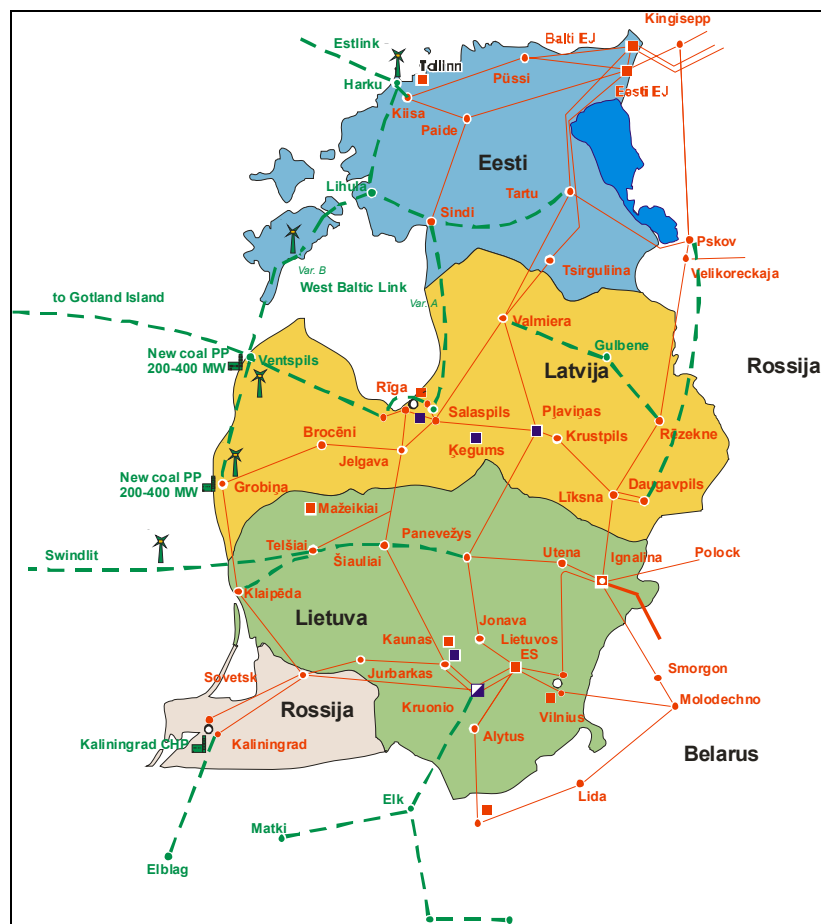 Kingisepp
Balti EJ
Estlink
Tallinn
Püssi
Harku
Eesti EJ
Kiisa
Paide
Eesti
Lihula
Tartu
Sindi
Pskov
Var. B
Tsirguliina
Velikoreckaja
West Baltic Link
Var. A
to Gotland Island
Valmiera
Gulbene
New coal PP
200-400 MW
Ventspils
Latvija
Rossija
Rīga
Salaspils
Pļaviņas
Brocēni
Krustpils
Rēzekne
Jelgava
Ķegums
New coal PP
200-400 MW
Grobiņa
Daugavpils
Līksna
Mažeikiai
Panevežys
Telšiai
Šiauliai
Utena
Ignalina
Polock
Swindlit
Klaipēda
Lietuva
Jonava
Kaunas
Lietuvos
ES
Sovetsk
Jurbarkas
Smorgon
Rossija
Kruonio
Vilnius
Molodechno
Kaliningrad CHP
Kaliningrad
Alytus
Belarus
Elk
Lida
Matki
Elblag